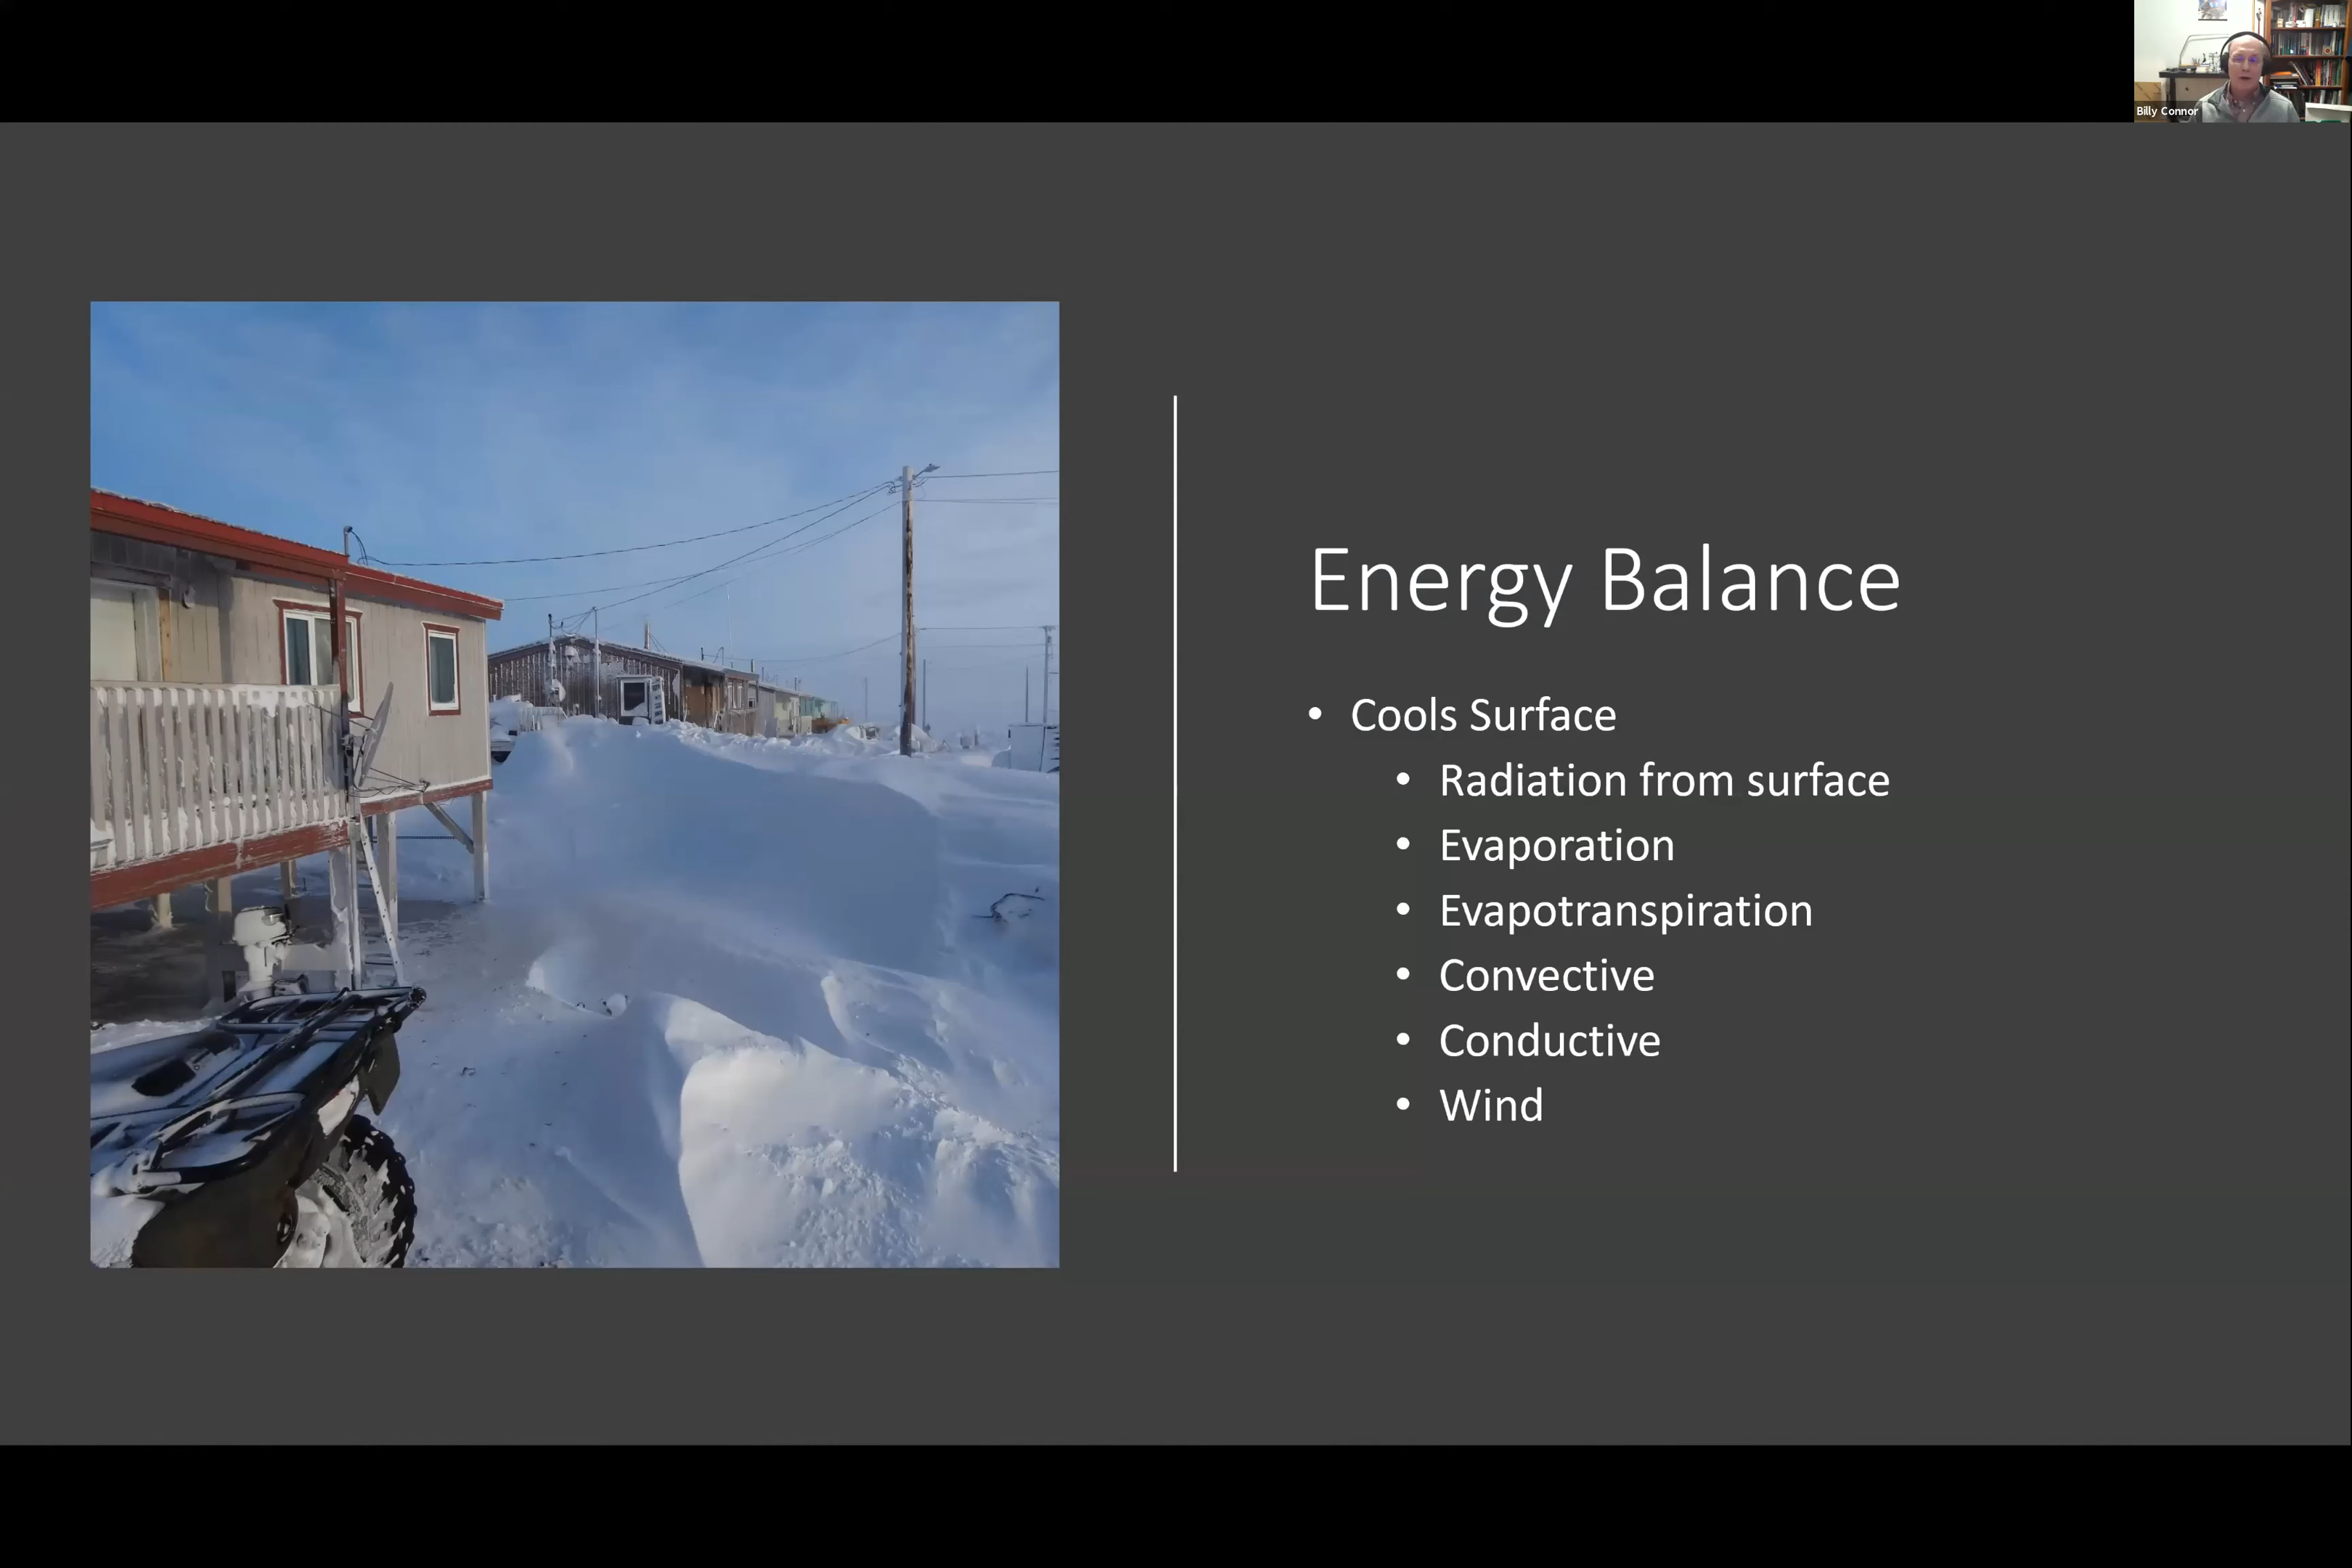 Billy Connor
Energy Balance
• Cools Surface
• Radiation from surface
• Evaporation
• Evapotranspiration
• Convective
• Conductive
• Wind